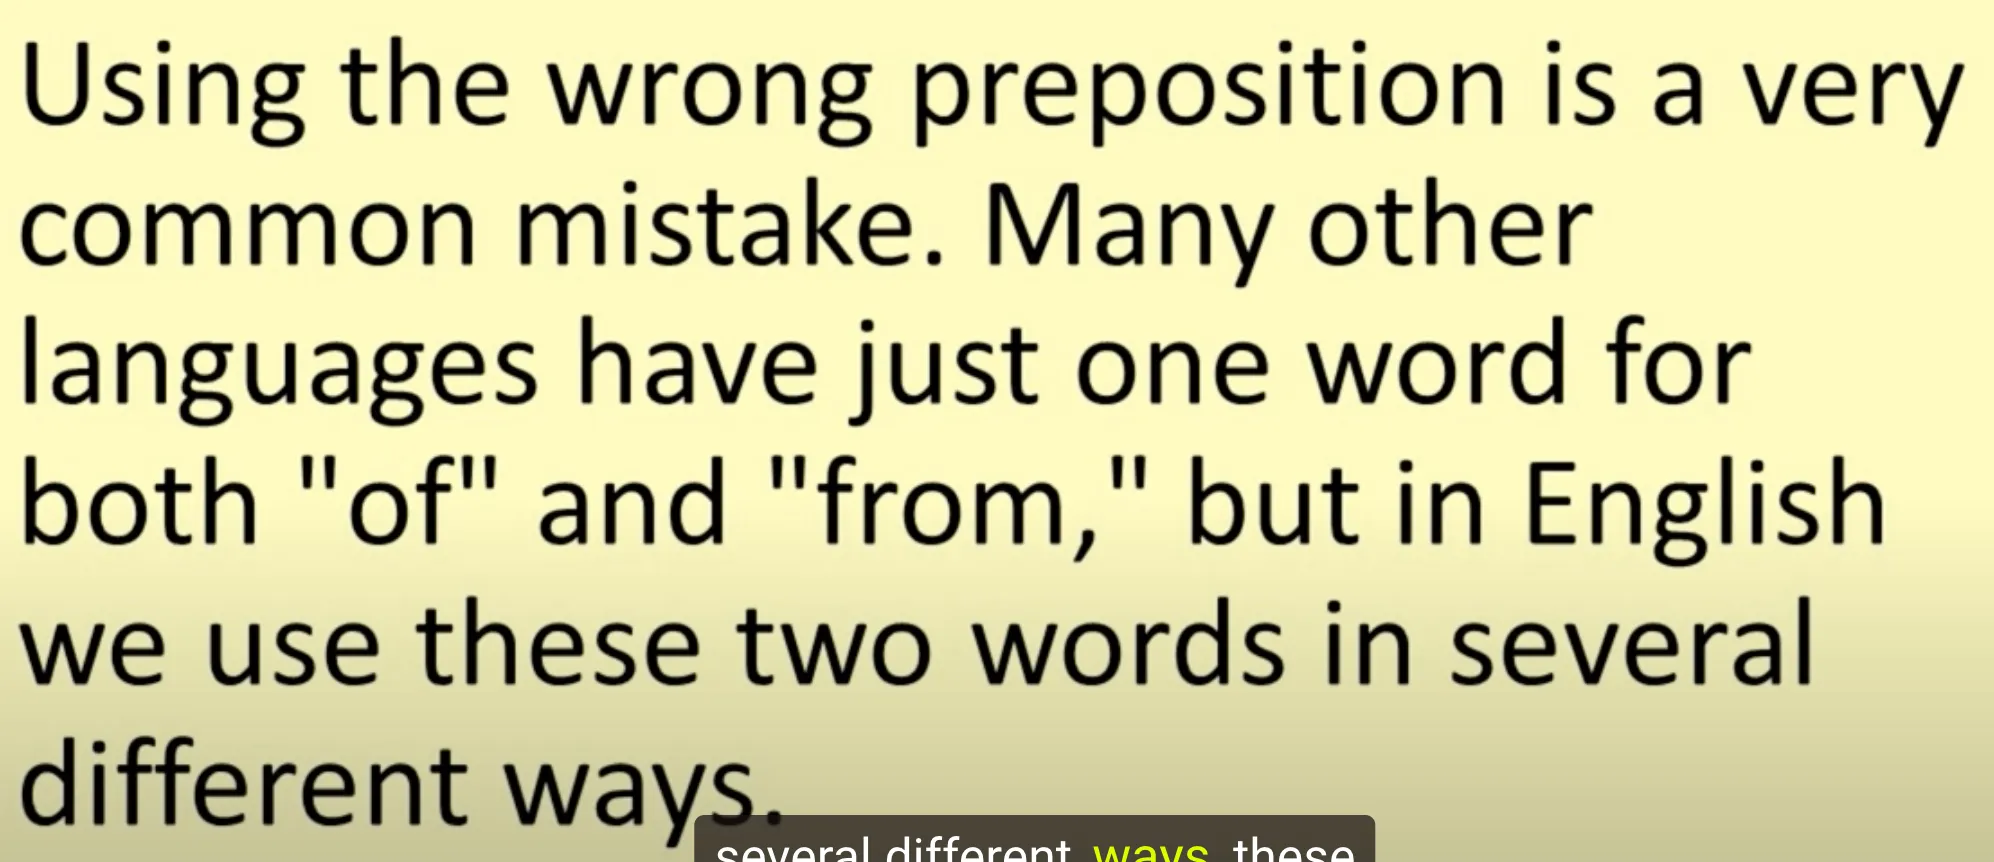 Using the wrong preposition is a very
common mistake. Many other
languages have just one word for
both "of" and "from," but in English
we use these two words in several
different ways.
several different ways these